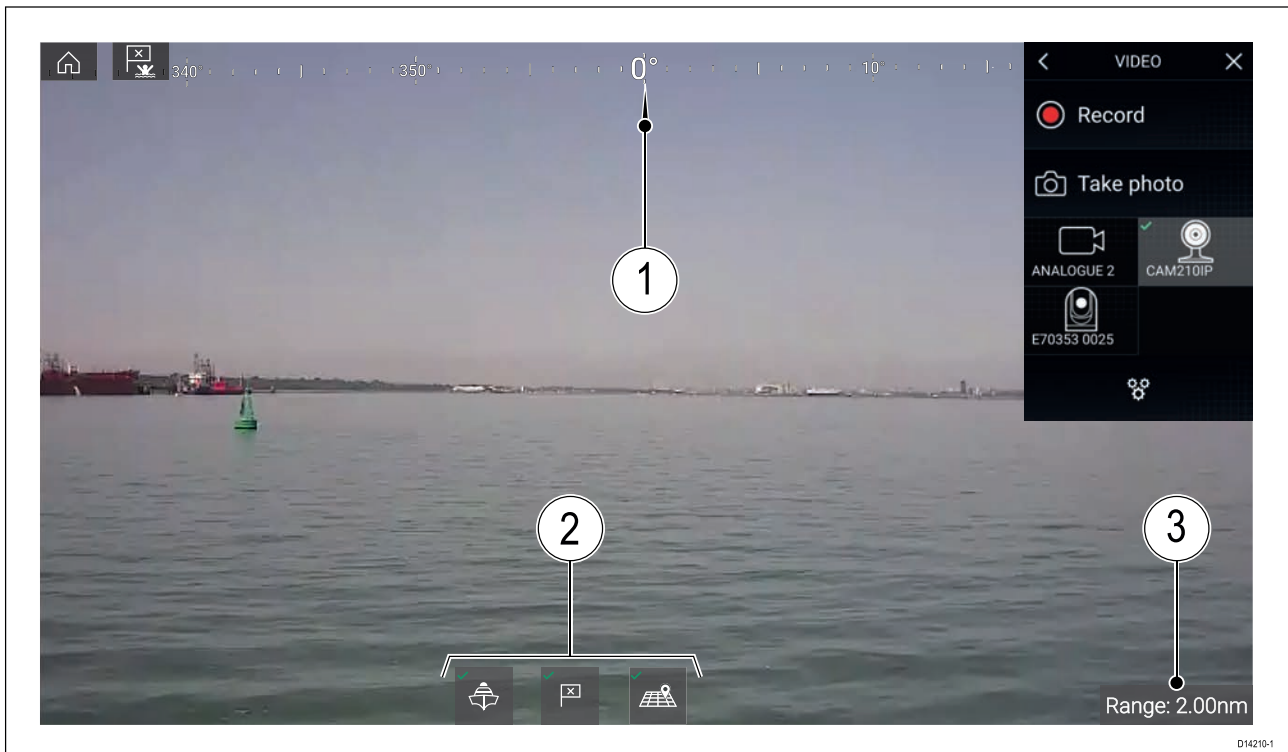 340° 350° 0° 10°
VIDEO
Record
Take photo
ANALOGUE 2 CAM210IP
E70353 0025
1
2
3
Range: 2.00nm
D14210-1